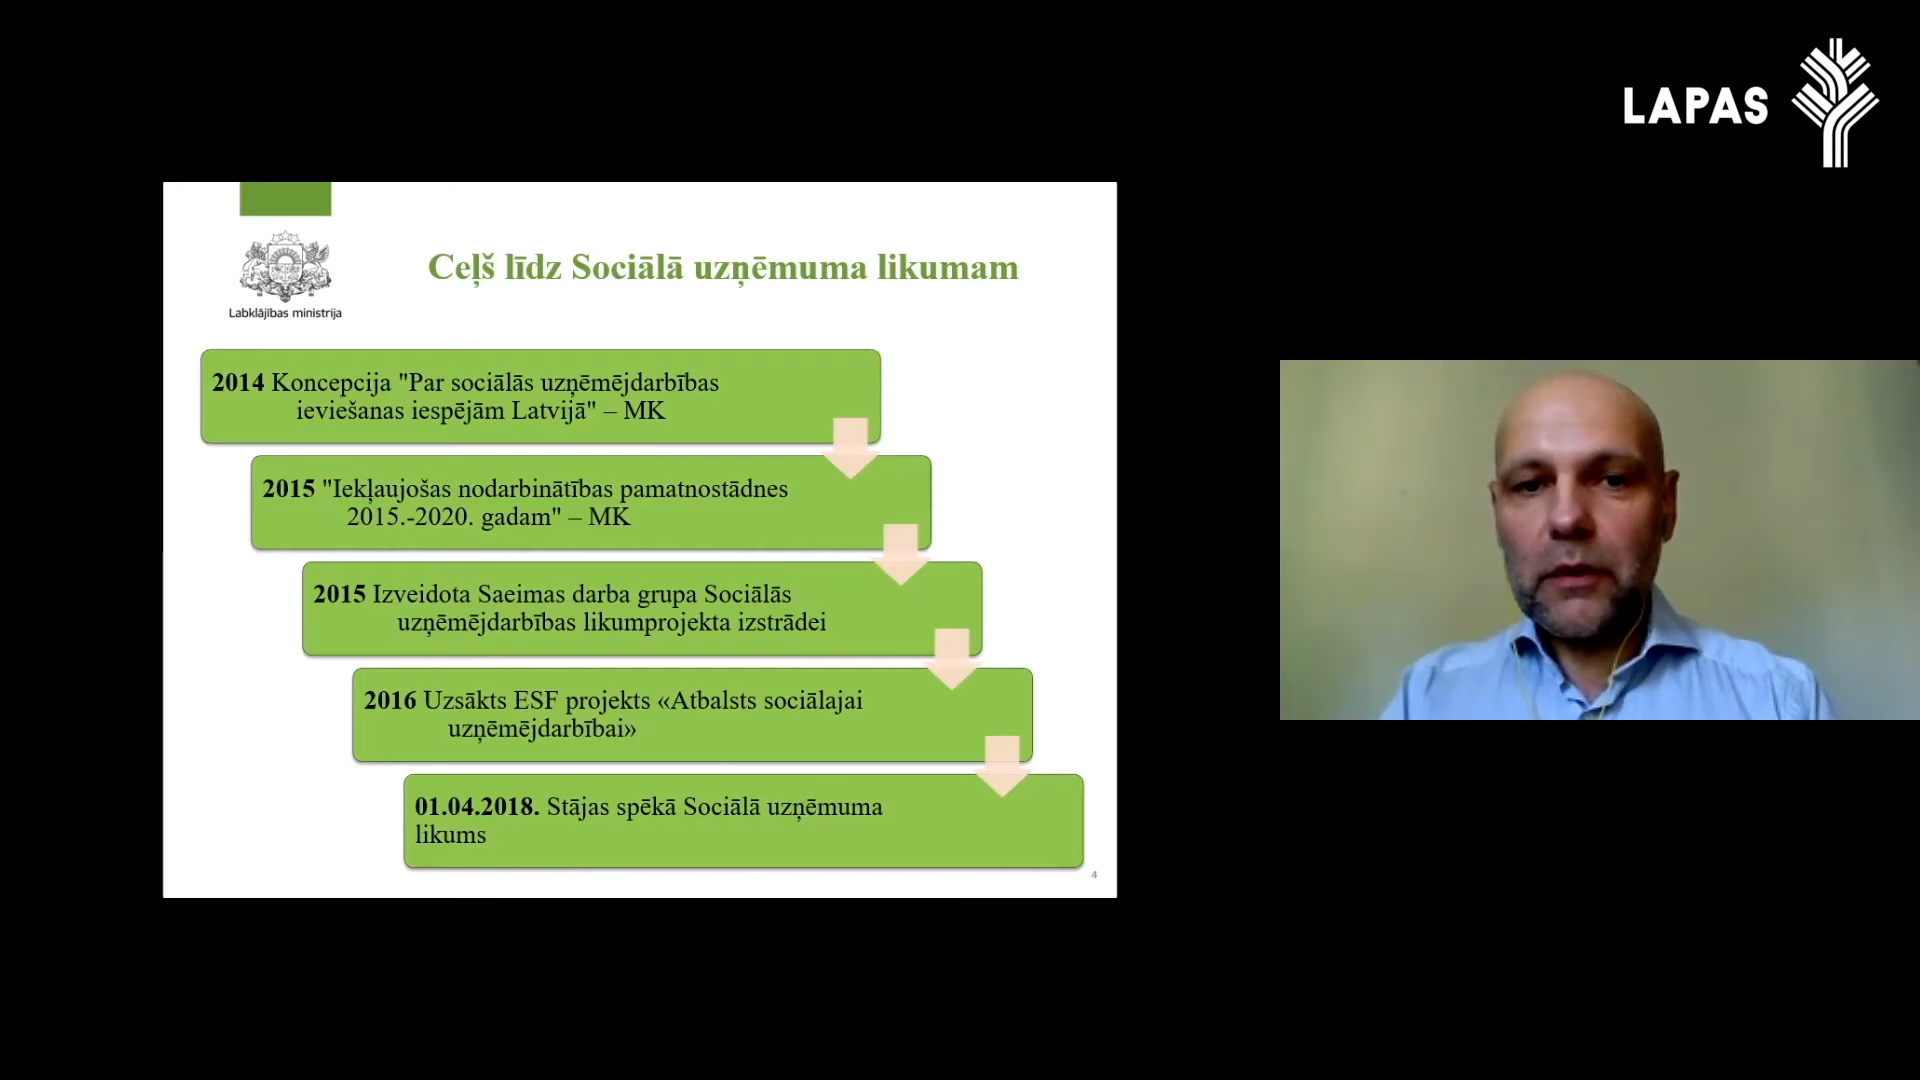 LAPAS
Labklājības ministrija
Ceļš līdz Sociālā uzņēmuma likumam
2014 Koncepcija "Par sociālās uzņēmējdarbības
ieviešanas iespējām Latvijā" – MK
2015 "Iekļaujošas nodarbinātības pamatnostādnes
2015.-2020. gadam" – MK
2015 Izveidota Saeimas darba grupa Sociālās
uzņēmējdarbības likumprojekta izstrādei
2016 Uzsākts ESF projekts «Atbalsts sociālajai
uzņēmējdarbībai»
01.04.2018. Stājas spēkā Sociālā uzņēmuma
likums
4